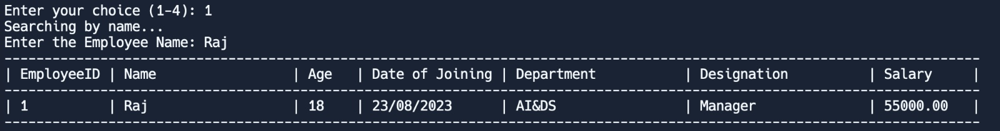 Enter your choice (1-4): 1
Searching by name...
Enter the Employee Name: Raj
--------------------------------------------------------------------------------------------------------------------------
| EmployeeID | Name                 | Age   | Date of Joining | Department           | Designation          | Salary     |
--------------------------------------------------------------------------------------------------------------------------
| 1          | Raj                  | 18    | 23/08/2023      | AI&DS                | Manager              | 55000.00   |
--------------------------------------------------------------------------------------------------------------------------